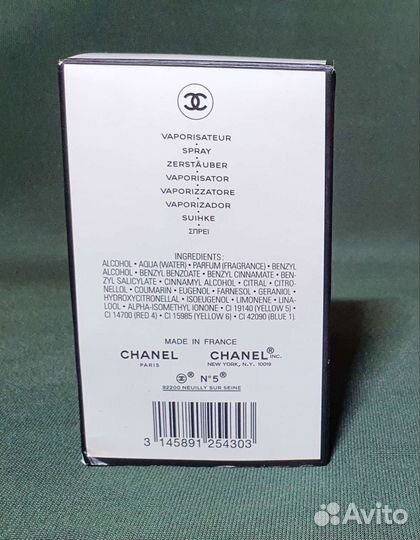 VAPORISATEUR
•
SPRAY
•
ZERSTÄUBER
•
VAPORISATOR
•
VAPORIZZATORE
•
VAPORIZADOR
•
SUIHKE
•
ΣΠΡΕΙ
INGREDIENTS:
ALCOHOL • AQUA (WATER) • PARFUM (FRAGRANCE) • BENZYL
ALCOHOL • BENZYL BENZOATE • BENZYL CINNAMATE • BEN-
ZYL SALICYLATE • CINNAMYL ALCOHOL • CITRAL • CITRO-
NELLOL • COUMARIN • EUGENOL • FARNESOL • GERANIOL •
HYDROXYCITRONELLAL • ISOEUGENOL • LIMONENE • LINA-
LOOL • ALPHA-ISOMETHYL IONONE • CI 19140 (YELLOW 5) •
CI 14700 (RED 4) • CI 15985 (YELLOW 6) • CI 42090 (BLUE 1).
MADE IN FRANCE
CHANEL CHANEL® INC.
PARIS NEW YORK, N.Y. 10019
® N°5®
92200 NEUILLY SUR SEINE
3 145891 254303
Avito